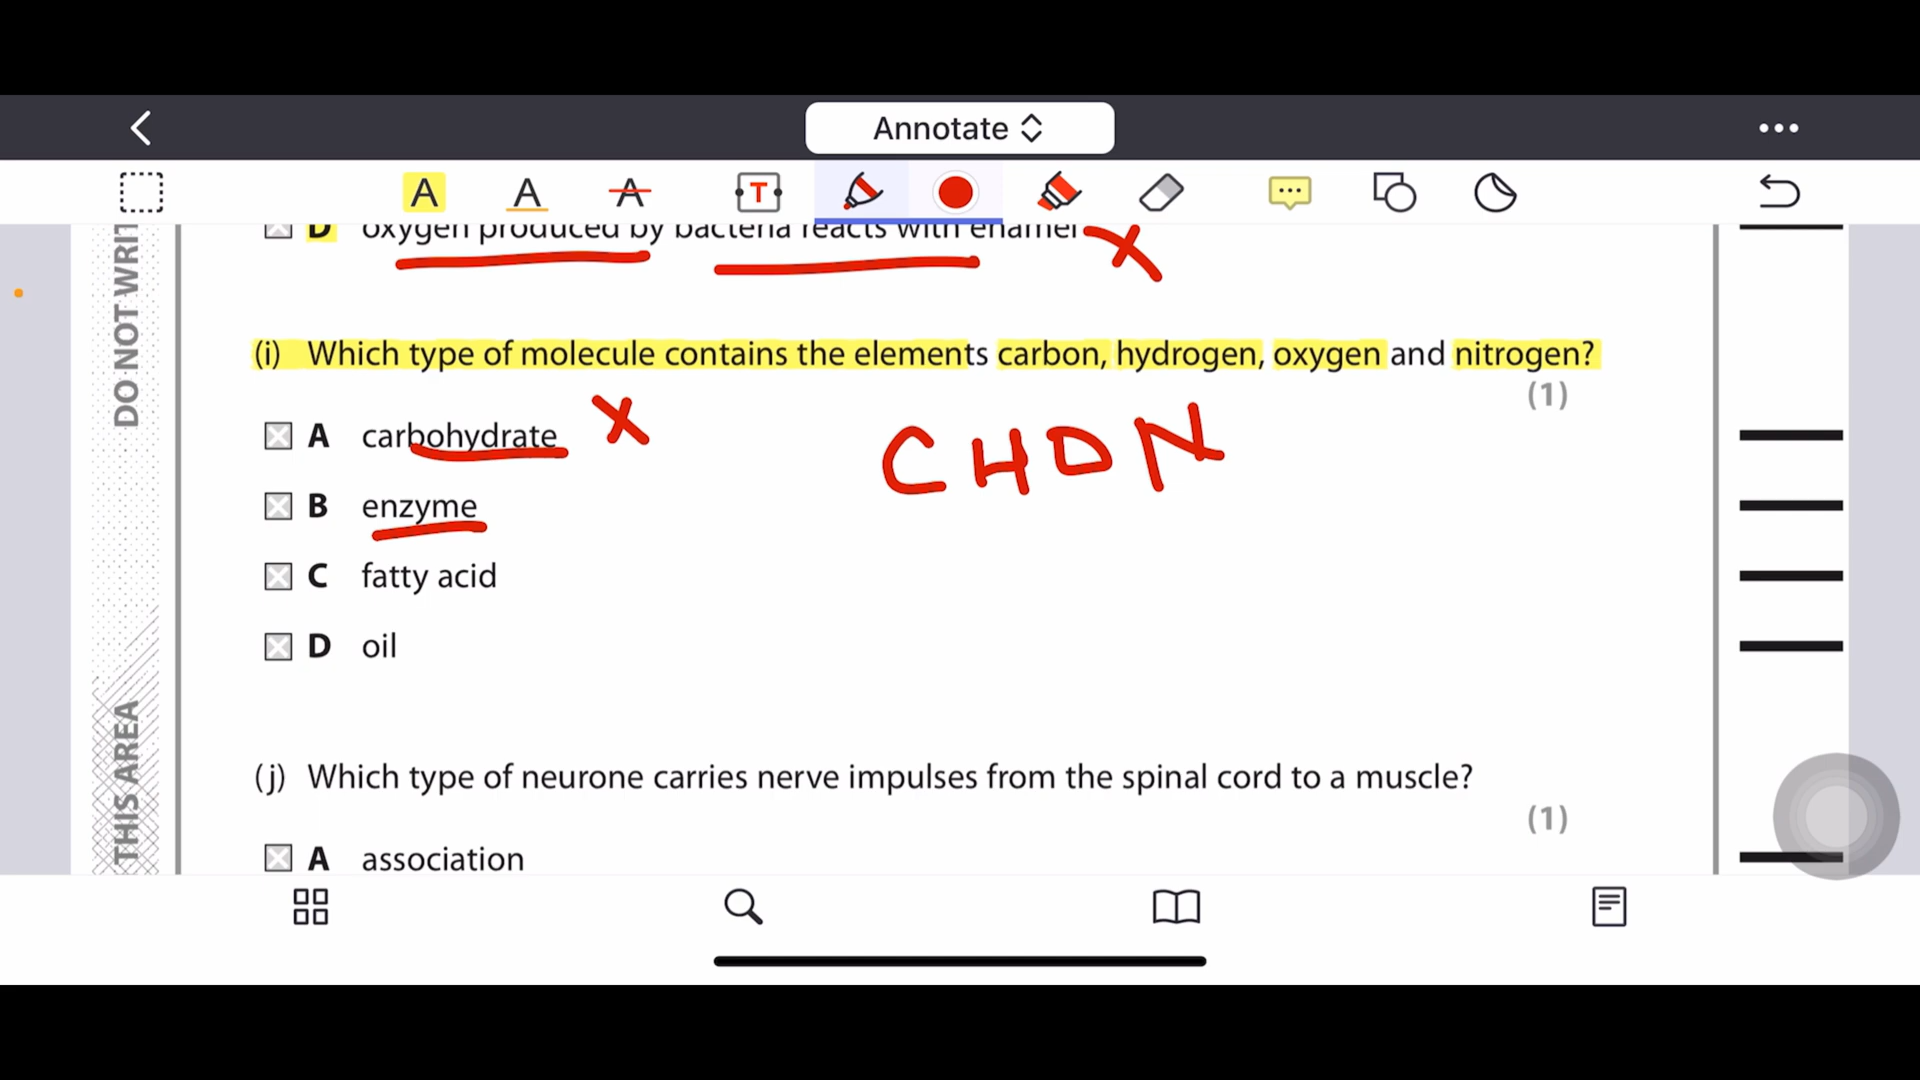 Annotate
A A A T
DO NOT WRIT
D oxygen produced by bacteria reacts with enamel X
(i) Which type of molecule contains the elements carbon, hydrogen, oxygen and nitrogen?
(1)
A carbohydrate X
CHON
B enzyme
C fatty acid
D oil
THIS AREA
(j) Which type of neurone carries nerve impulses from the spinal cord to a muscle?
(1)
A association